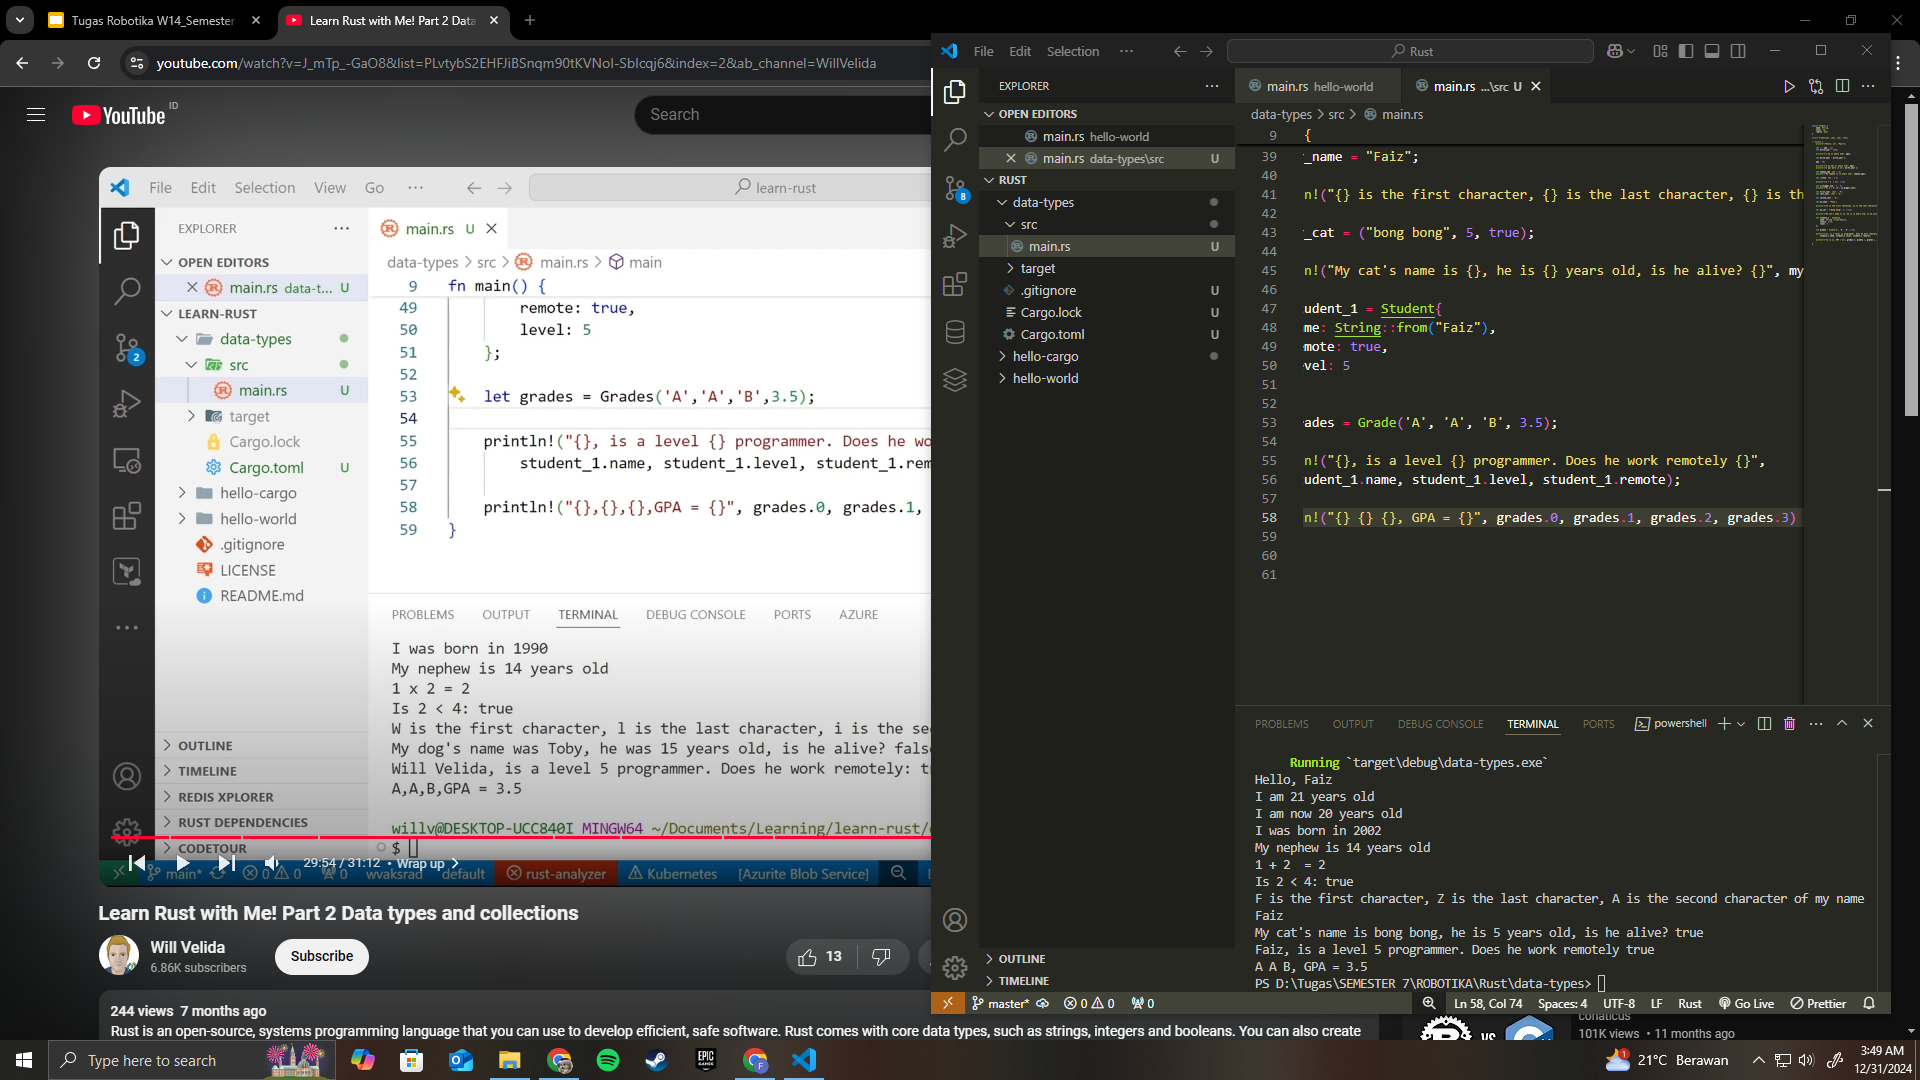 Tugas Robotika W14_Semester
Learn Rust with Me! Part 2 Data
youtube.com/watch?v=J_mTp_-GaO8&list=PLvtybS2EHFJiBSnqm90tKVNoI-Sblcqj6&index=2&ab_channel=WillVelida
YouTube ID
Search
File Edit Selection View Go ...
learn-rust
EXPLORER
OPEN EDITORS
main.rs data-t... U
LEARN-RUST
data-types
src
main.rs U
target
Cargo.lock
Cargo.toml U
hello-cargo
hello-world
.gitignore
LICENSE
README.md
OUTLINE
TIMELINE
REDIS XPLORER
RUST DEPENDENCIES
CODETOUR
2
main.rs U
data-types > src > main.rs > main
9 fn main() {
49 remote: true,
50 level: 5
51 };
52
53 let grades = Grades('A','A','B',3.5);
54
55 println!("{}, is a level {} programmer. Does he wo
56 student_1.name, student_1.level, student_1.rem
57
58 println!("{},{},{},GPA = {}", grades.0, grades.1,
59 }
PROBLEMS OUTPUT TERMINAL DEBUG CONSOLE PORTS AZURE
I was born in 1990
My nephew is 14 years old
1 x 2 = 2
Is 2 < 4: true
W is the first character, l is the last character, i is the se
My dog's name was Toby, he was 15 years old, is he alive? fals
Will Velida, is a level 5 programmer. Does he work remotely: t
A,A,B,GPA = 3.5
willv@DESKTOP-UCC840I MINGW64 ~/Documents/Learning/learn-rust/
$
29:54 / 31:12 • Wrap up
main* 0 0 0 wvaksrad default rust-analyzer Kubernetes [Azurite Blob Service]
Learn Rust with Me! Part 2 Data types and collections
Will Velida
6.86K subscribers
Subscribe
13
244 views 7 months ago
Rust is an open-source, systems programming language that you can use to develop efficient, safe software. Rust comes with core data types, such as strings, integers and booleans. You can also create
File Edit Selection ...
Rust
EXPLORER
OPEN EDITORS
main.rs hello-world
main.rs data-types\src U
RUST
data-types
src
main.rs U
target
.gitignore U
Cargo.lock U
Cargo.toml U
hello-cargo
hello-world
OUTLINE
TIMELINE
8
main.rs hello-world
main.rs ...\src U
data-types > src > main.rs
9 {
39 _name = "Faiz";
40
41 n!("{} is the first character, {} is the last character, {} is th
42
43 _cat = ("bong bong", 5, true);
44
45 n!("My cat's name is {}, he is {} years old, is he alive? {}", my
46
47 udent_1 = Student{
48 me: String::from("Faiz"),
49 mote: true,
50 vel: 5
51
52
53 ades = Grade('A', 'A', 'B', 3.5);
54
55 n!("{}, is a level {} programmer. Does he work remotely {}",
56 udent_1.name, student_1.level, student_1.remote);
57
58 n!("{} {} {}, GPA = {}", grades.0, grades.1, grades.2, grades.3)
59
60
61
PROBLEMS OUTPUT DEBUG CONSOLE TERMINAL PORTS powershell
Running `target\debug\data-types.exe`
Hello, Faiz
I am 21 years old
I am now 20 years old
I was born in 2002
My nephew is 14 years old
1 + 2  = 2
Is 2 < 4: true
F is the first character, Z is the last character, A is the second character of my name
Faiz
My cat's name is bong bong, he is 5 years old, is he alive? true
Faiz, is a level 5 programmer. Does he work remotely true
A A B, GPA = 3.5
PS D:\Tugas\SEMESTER 7\ROBOTIKA\Rust\data-types>
master* 0 0 0 Ln 58, Col 74 Spaces: 4 UTF-8 LF Rust Go Live Prettier
VS
conaticus
101K views • 11 months ago
Type here to search
EPIC GAMES
1
21°C Berawan
3:49 AM
12/31/2024